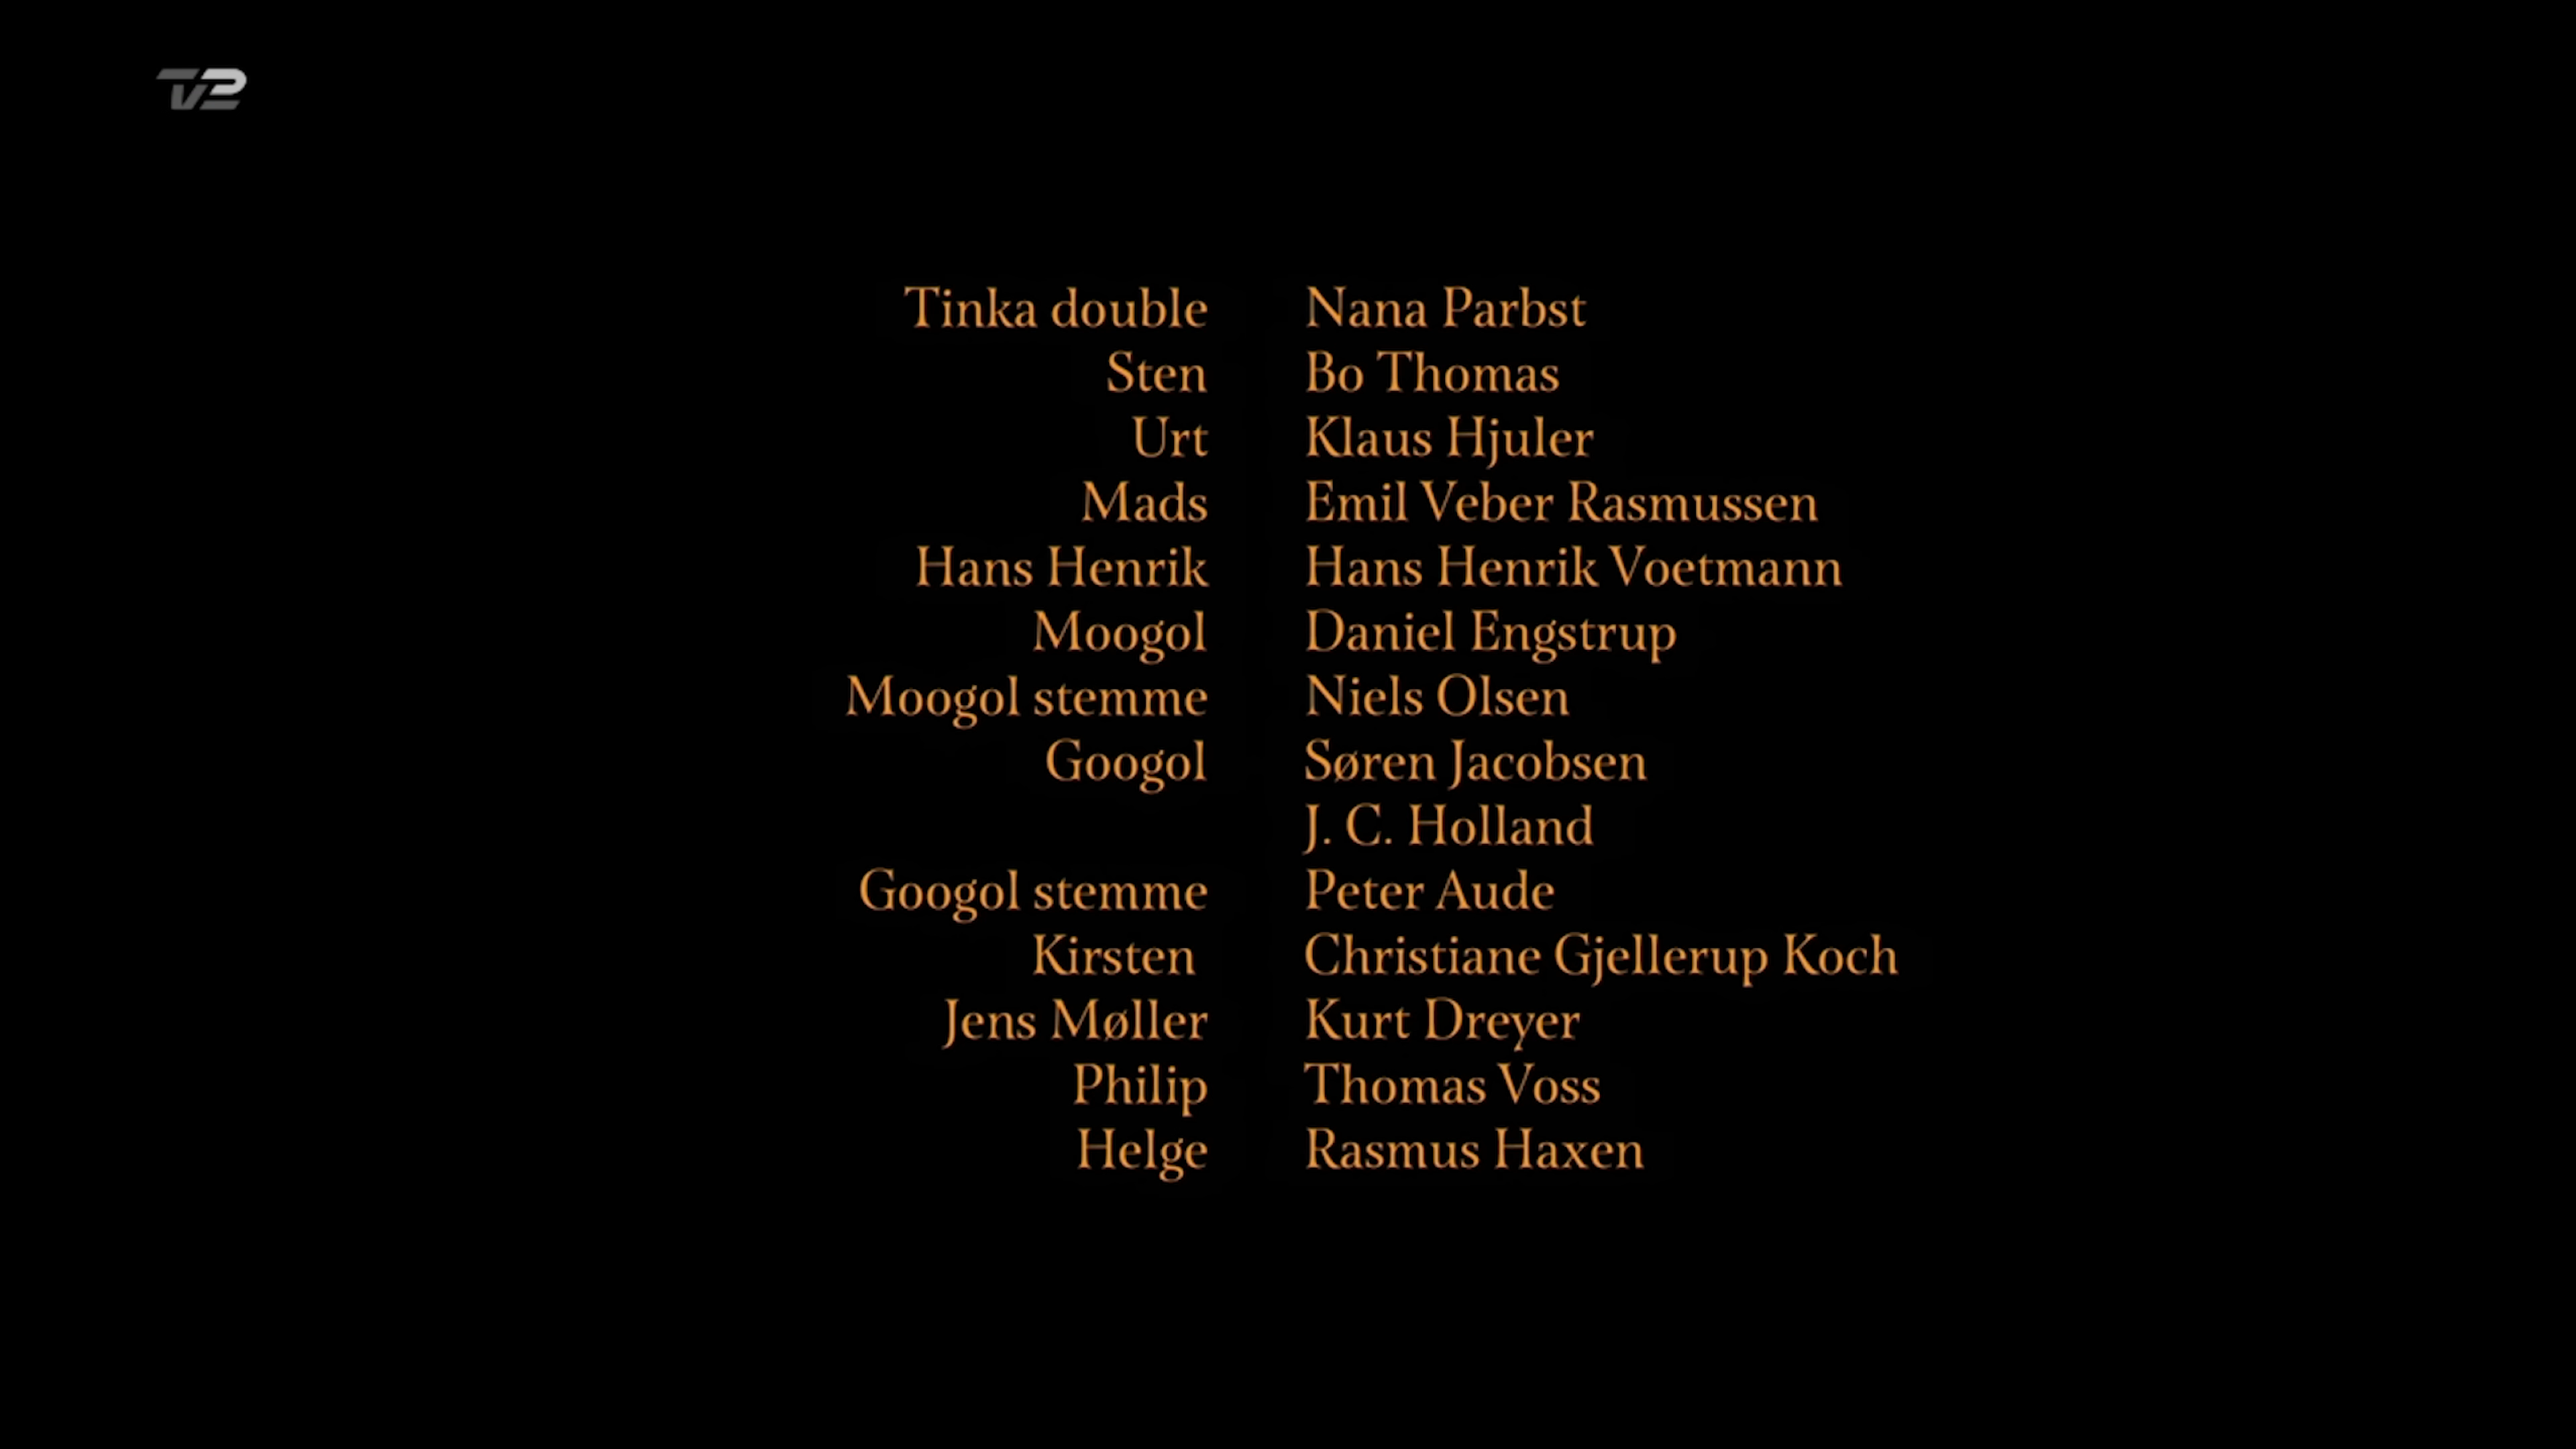 TV2
Tinka double Nana Parbst
Sten Bo Thomas
Urt Klaus Hjuler
Mads Emil Veber Rasmussen
Hans Henrik Hans Henrik Voetmann
Moogol Daniel Engstrup
Moogol stemme Niels Olsen
Googol Søren Jacobsen
J. C. Holland
Googol stemme Peter Aude
Kirsten Christiane Gjellerup Koch
Jens Møller Kurt Dreyer
Philip Thomas Voss
Helge Rasmus Haxen